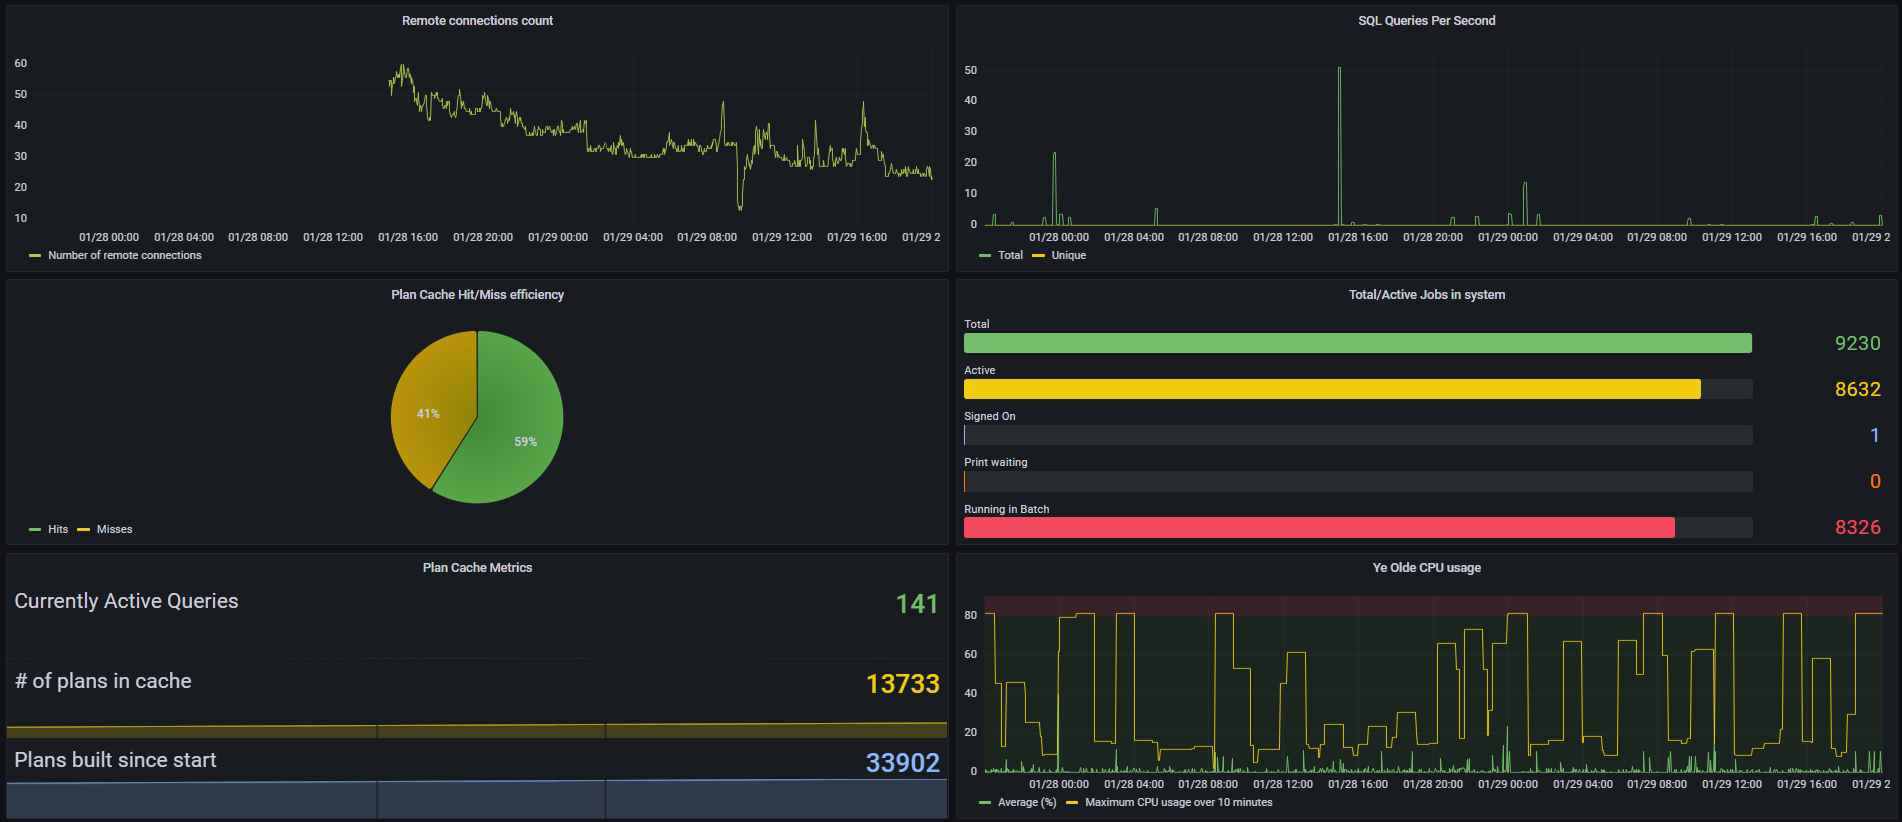 Remote connections count
60
50
40
30
20
10
01/28 00:00 01/28 04:00 01/28 08:00 01/28 12:00 01/28 16:00 01/28 20:00 01/29 00:00 01/29 04:00 01/29 08:00 01/29 12:00 01/29 16:00 01/29 2
Number of remote connections
SQL Queries Per Second
50
40
30
20
10
0
01/28 00:00 01/28 04:00 01/28 08:00 01/28 12:00 01/28 16:00 01/28 20:00 01/29 00:00 01/29 04:00 01/29 08:00 01/29 12:00 01/29 16:00 01/29 2
Total Unique
Plan Cache Hit/Miss efficiency
41%
59%
Hits Misses
Total/Active Jobs in system
Total
9230
Active
8632
Signed On
1
Print waiting
0
Running in Batch
8326
Plan Cache Metrics
Currently Active Queries 141
# of plans in cache 13733
Plans built since start 33902
Ye Olde CPU usage
80
60
40
20
0
01/28 00:00 01/28 04:00 01/28 08:00 01/28 12:00 01/28 16:00 01/28 20:00 01/29 00:00 01/29 04:00 01/29 08:00 01/29 12:00 01/29 16:00 01/29 2
Average (%) Maximum CPU usage over 10 minutes